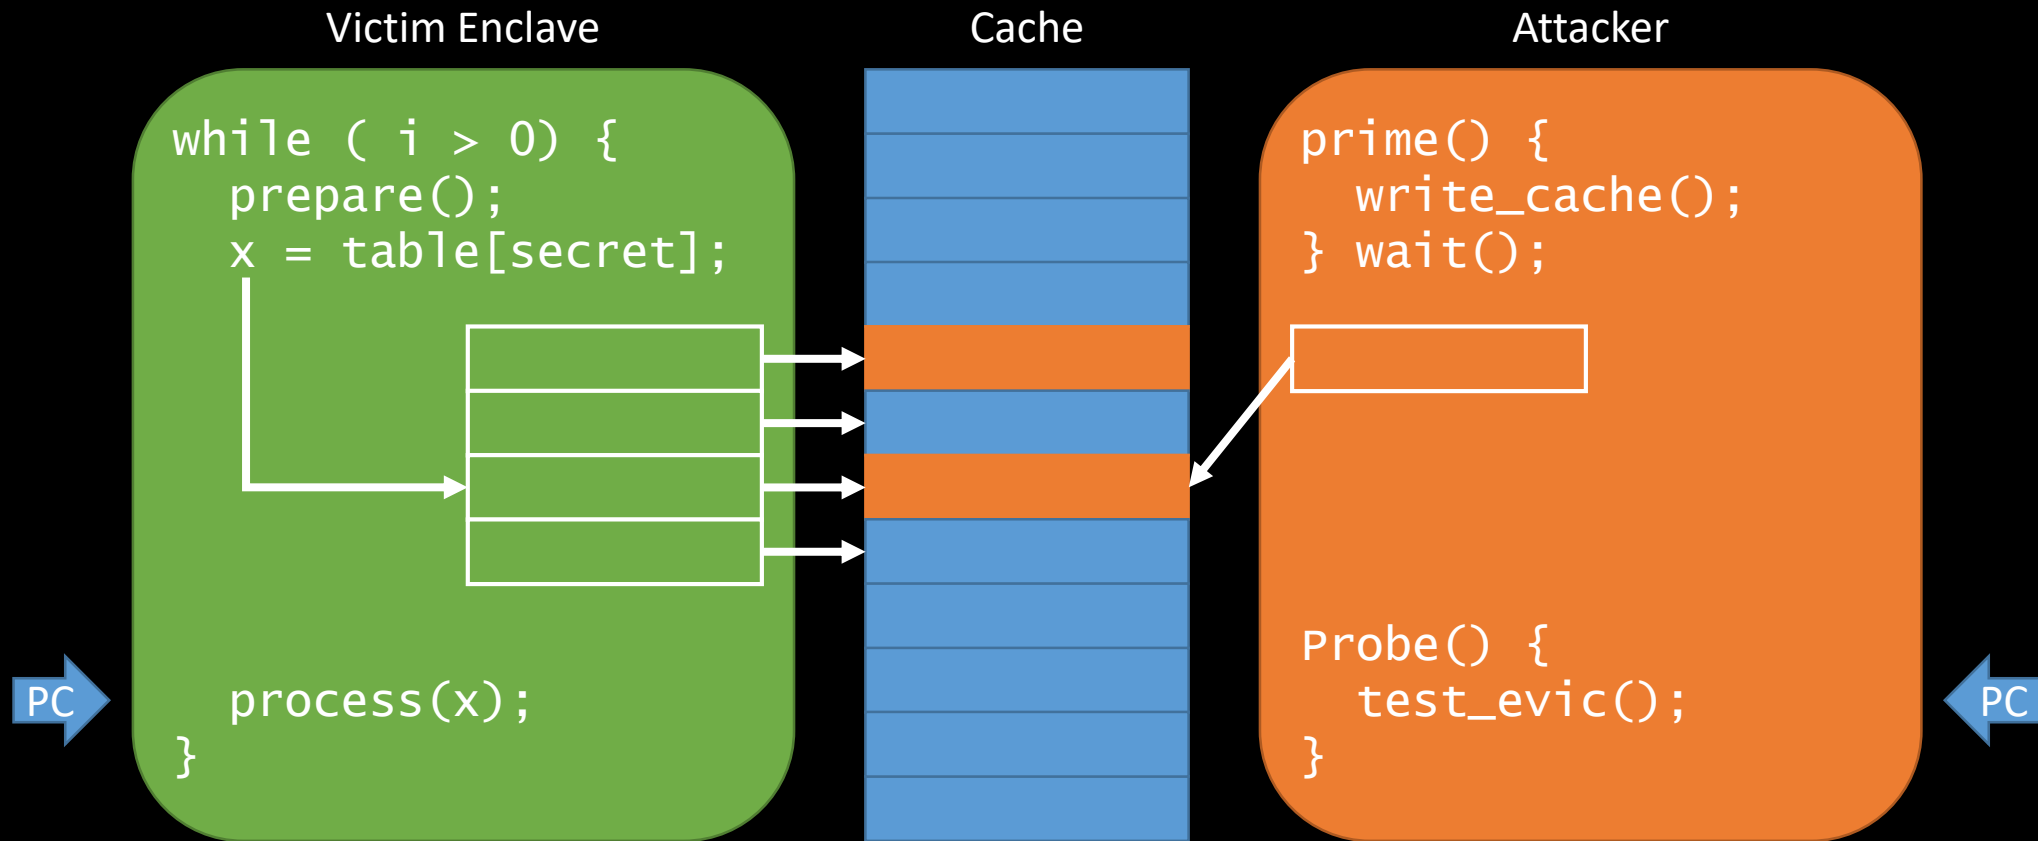 Victim Enclave
Cache
Attacker
while ( i > 0) {
prepare();
x = table[secret];
process(x);
}
prime() {
write_cache();
} wait();
Probe() {
test_evic();
}
PC
PC